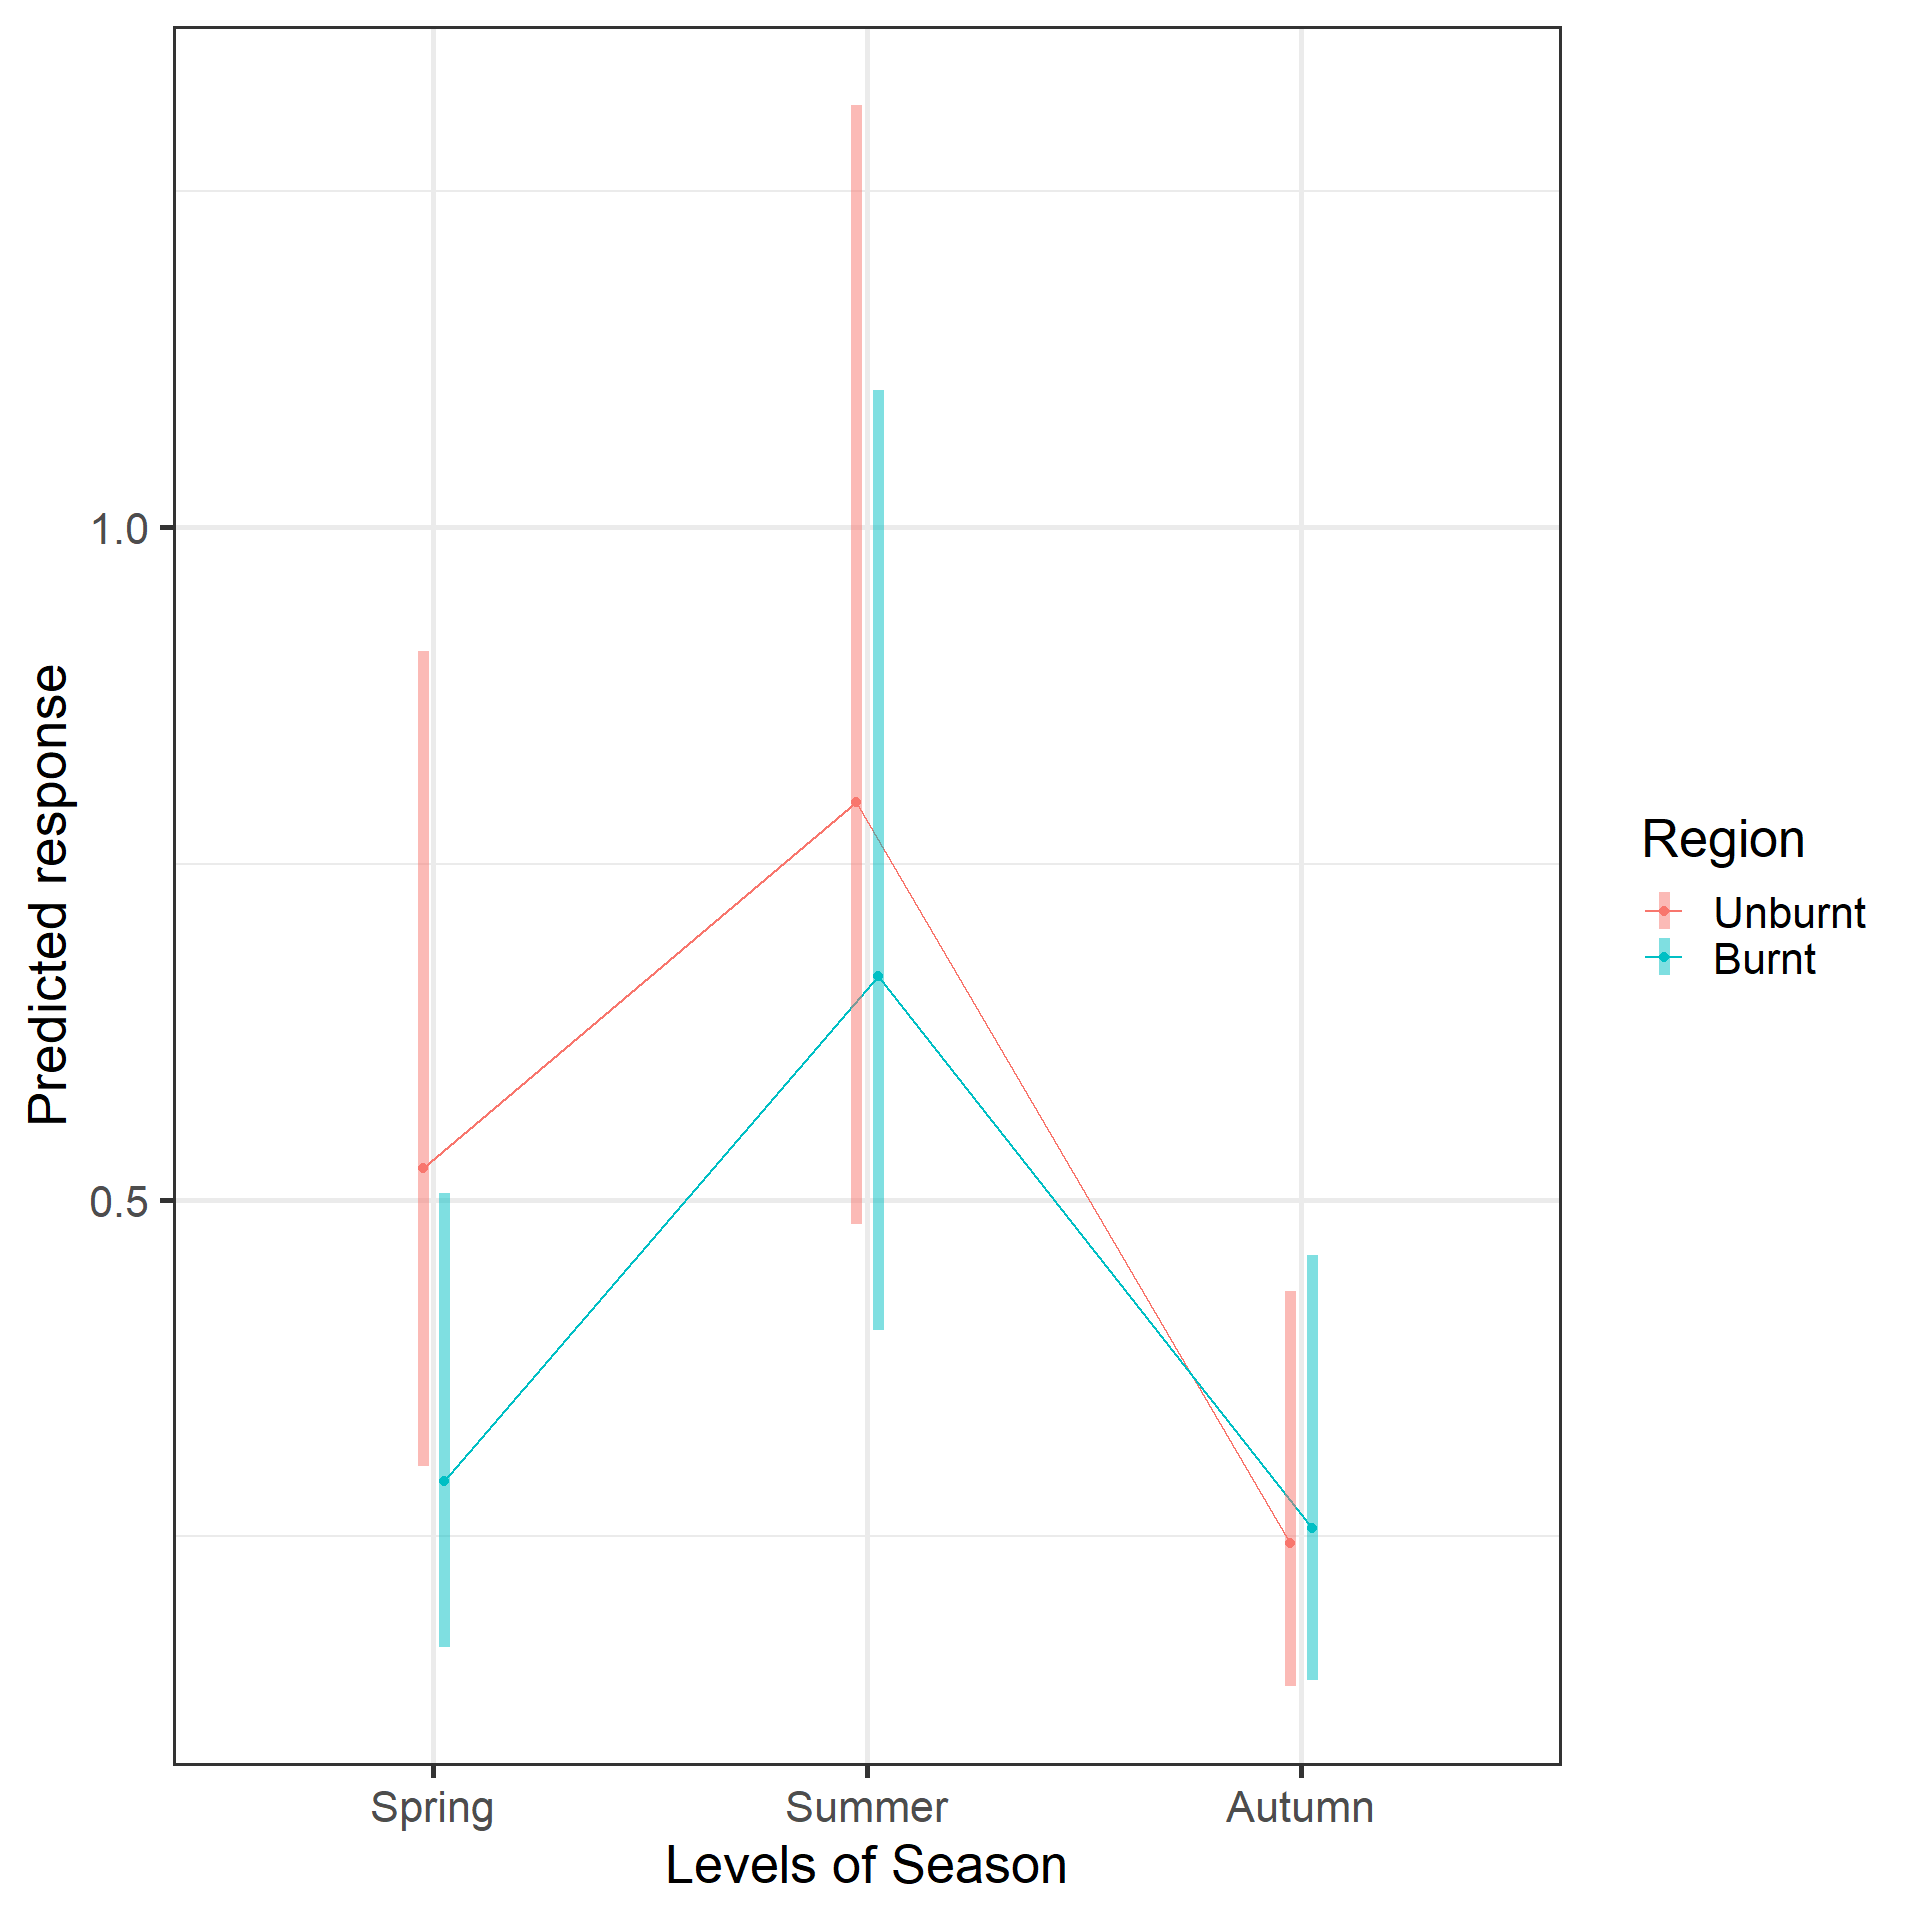 Predicted response
1.0
0.5
Spring
Summer
Autumn
Levels of Season
Region
Unburnt
Burnt